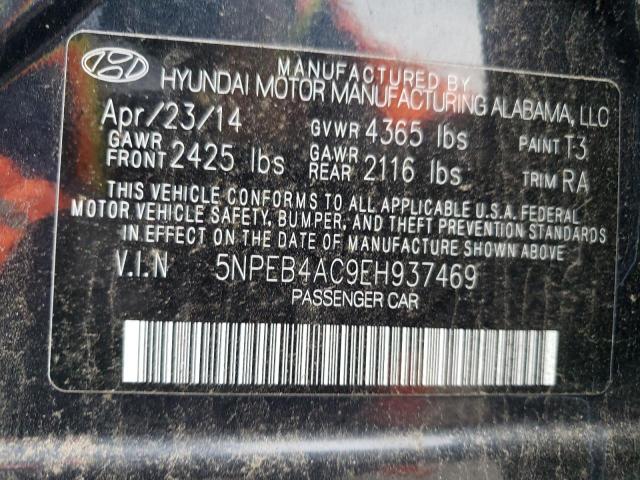 MANUFACTURED BY
HYUNDAI MOTOR MANUFACTURING ALABAMA, LLC
Apr/23/14 GVWR 4365 lbs PAINT T3
GAWR FRONT 2425 lbs GAWR REAR 2116 lbs TRIM RA
THIS VEHICLE CONFORMS TO ALL APPLICABLE U.S.A. FEDERAL
MOTOR VEHICLE SAFETY, BUMPER, AND THEFT PREVENTION STANDARDS
IN EFFECT ON THE DATE OF MANUFACTURE SHOWN ABOVE
V.I.N 5NPEB4AC9EH937469
PASSENGER CAR